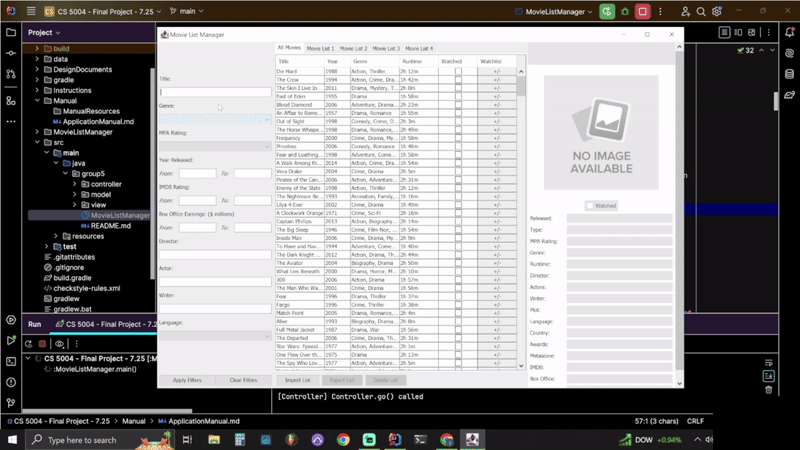 CS
CS 5004 - Final Project - 7.25
main
MovieListManager
Project
build
data
DesignDocuments
gradle
Instructions
Manual
ManualResources
ApplicationManual.md
MovieListManager
src
main
java
group5
controller
model
view
MovieListManager
README.md
resources
test
.gitattributes
.gitignore
build.gradle
checkstyle-rules.xml
gradlew
gradlew.bat
32
Movie List Manager
Title:
Genre:
MPA Rating:
Year Released:
From To
IMDB Rating:
From To
Box Office Earnings: ($ millions)
From To
Director:
Actor:
Writer:
Language:
Apply Filters Clear Filters
All Movies Movie List 1 Movie List 2 Movie List 3 Movie List 4
Title Year Genre Runtime Watched Watchlist
Die Hard 1988 Action, Thriller 2h 12m +/-
The Crow 1994 Action, Crime, Dra... 1h 42m +/-
The Skin I Live In 2011 Drama, Mystery, T... 2h 0m +/-
East of Eden 1955 Drama 1h 58m +/-
Blood Diamond 2006 Adventure, Drama... 2h 23m +/-
An Affair to Reme... 1957 Drama, Romance 1h 55m +/-
Out of Sight 1998 Comedy, Crime, D... 2h 3m +/-
The Horse Whispe... 1998 Drama, Romance, ... +/-
Frequency 2000 Crime, Drama, My... 1h 58m +/-
Priceless 2006 Comedy, Romance 1h 46m +/-
Fear and Loathing... 1998 Adventure, Come... 1h 58m +/-
A Walk Among th... 2014 Action, Crime, Dra... 1h 54m +/-
Vera Drake 2004 Crime, Drama 2h 5m +/-
Pirates of the Can... 2006 Action, Adventure... 2h 31m +/-
Enemy of the State 1998 Action, Thriller 2h 12m +/-
The Nightmare Be... 1993 Animation, Family... 1h 16m +/-
Lilya 4-Ever 2002 Crime, Drama 1h 49m +/-
A Clockwork Orange 1971 Crime, Sci-Fi 2h 16m +/-
Captain Phillips 2013 Action, Biography... 2h 14m +/-
The Big Sleep 1946 Crime, Film-Noir, ... 1h 54m +/-
Inside Man 2006 Crime, Drama, My... 2h 9m +/-
To Have and Hav... 1944 Adventure, Come... 1h 40m +/-
The Dark Knight ... 2012 Action, Drama, Th... 2h 44m +/-
The Aviator 2004 Biography, Drama 2h 50m +/-
What Lies Beneath 2000 Drama, Horror, M... 2h 10m +/-
300 2006 Action, Drama 1h 57m +/-
The Man Who Wa... 2001 Crime, Drama 1h 56m +/-
Fear 1996 Drama, Thriller 1h 37m +/-
Fargo 1996 Crime, Thriller 1h 38m +/-
Match Point 2005 Drama, Romance, ... 2h 4m +/-
Alive 1993 Biography, Drama... +/-
Full Metal Jacket 1987 Drama, War 1h 56m +/-
The Departed 2006 Crime, Drama, Th... 2h 31m +/-
Star Wars: Episod... 1977 Action, Adventure... 2h 1m +/-
One Flew Over th... 1975 Drama 2h 13m +/-
The Spy Who Lov... 1977 Action, Adventure... 2h 5m +/-
Import List Export List Delete List
NO IMAGE
AVAILABLE
Watched
Released:
Type:
MPA Rating:
Genre:
Runtime:
Director:
Actors:
Writer:
Plot:
Language:
Country:
Awards:
Metascore:
IMDB:
Box Office:
Run
CS 5004 - Final Project - 7.25
CS 5004 - Final Project [:M
:MovieListManager.main()
[Controller] Controller.go() called
CS 5004 - Final Project - 7.25 > Manual > ApplicationManual.md
57:1 (3 chars) CRLF
Type here to search
DOW +0.94%